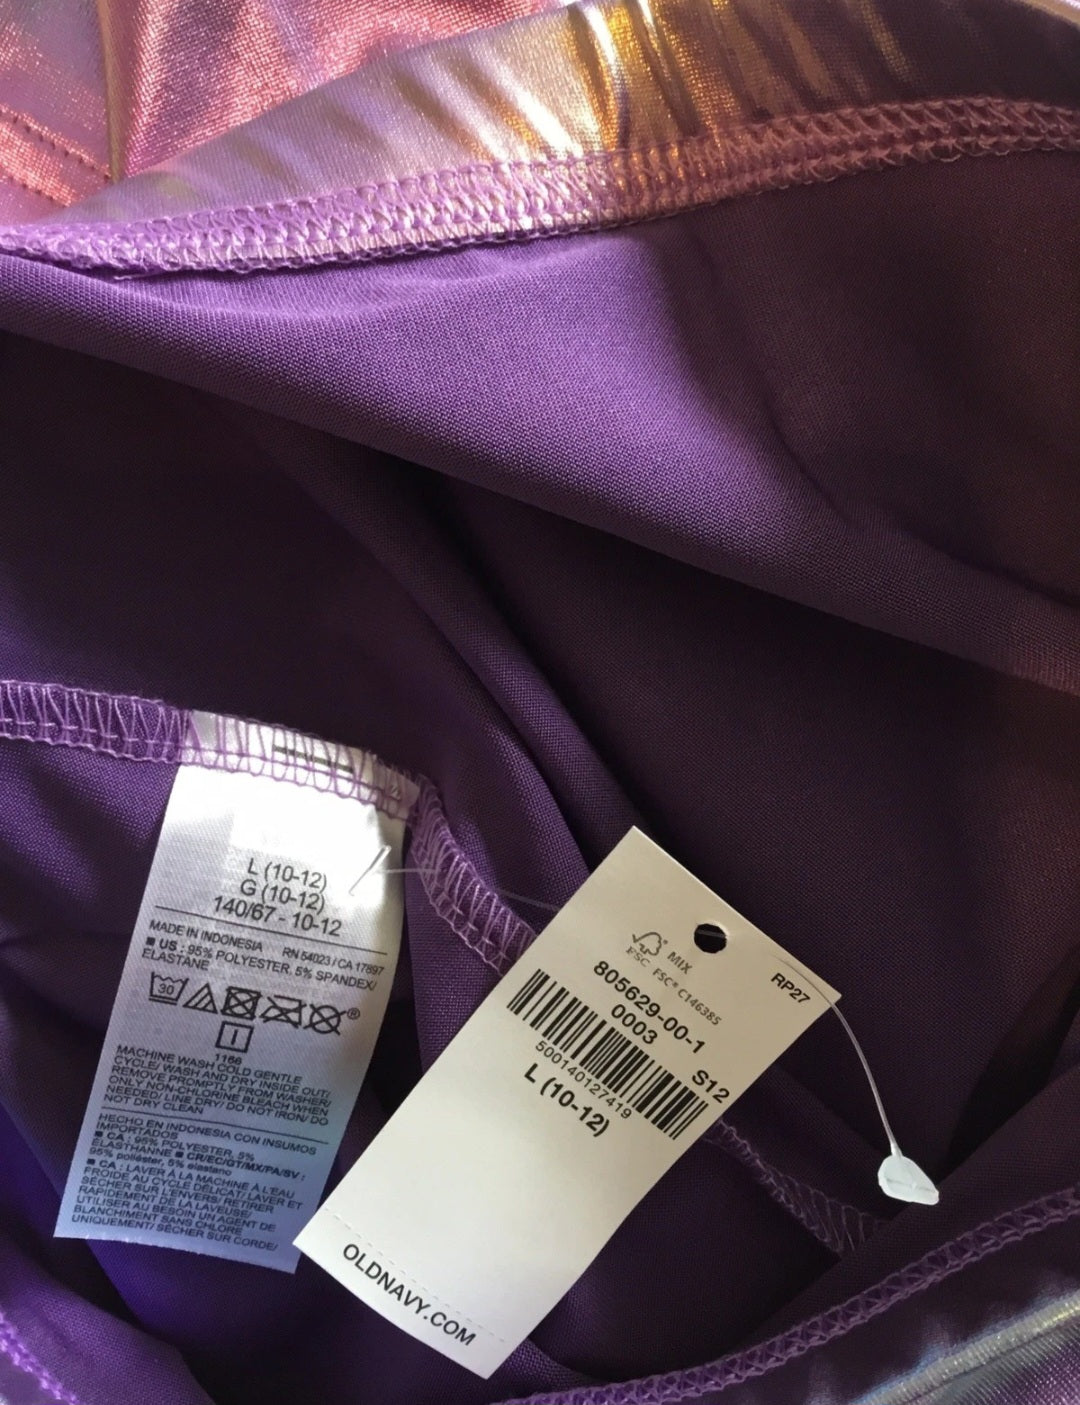 L (10-12)
G (10-12)
140/67 - 10-12
MADE IN INDONESIA RN 54023 / CA 17897
■ US : 95% POLYESTER, 5% SPANDEX/
ELASTANE
30
®
I
1166
MACHINE WASH COLD GENTLE
CYCLE/ WASH AND DRY INSIDE OUT/
REMOVE PROMPTLY FROM WASHER/
ONLY NON-CHLORINE BLEACH WHEN
NEEDED/ LINE DRY/ DO NOT IRON/ DO
NOT DRY CLEAN
HECHO EN INDONESIA CON INSUMOS
IMPORTADOS
■ CA : 95% POLYESTER, 5%
ÉLASTHANNE ■ CR/EC/GT/MX/PA/SV :
95% poliéster, 5% elastano
■ CA : LAVER À LA MACHINE À L'EAU
FROIDE AU CYCLE DÉLICAT/ LAVER ET
SÉCHER SUR L'ENVERS/ RETIRER
RAPIDEMENT DE LA LAVEUSE/
UTILISER AU BESOIN UN AGENT DE
BLANCHIMENT SANS CHLORE
UNIQUEMENT/ SÉCHER SUR CORDE/
FSC MIX
FSC® C146385
RP27
805629-00-1
0003 S12
500140127419
L (10-12)
OLDNAVY.COM